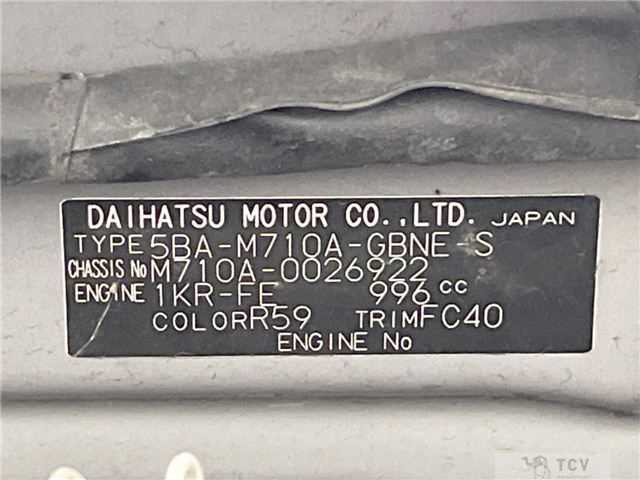 DAIHATSU MOTOR CO.,LTD. JAPAN
TYPE 5BA-M710A-GBNE-S
CHASSIS No M710A-0026922
ENGINE 1KR-FE 996 cc
COLOR R59 TRIM FC40
ENGINE No
TCV